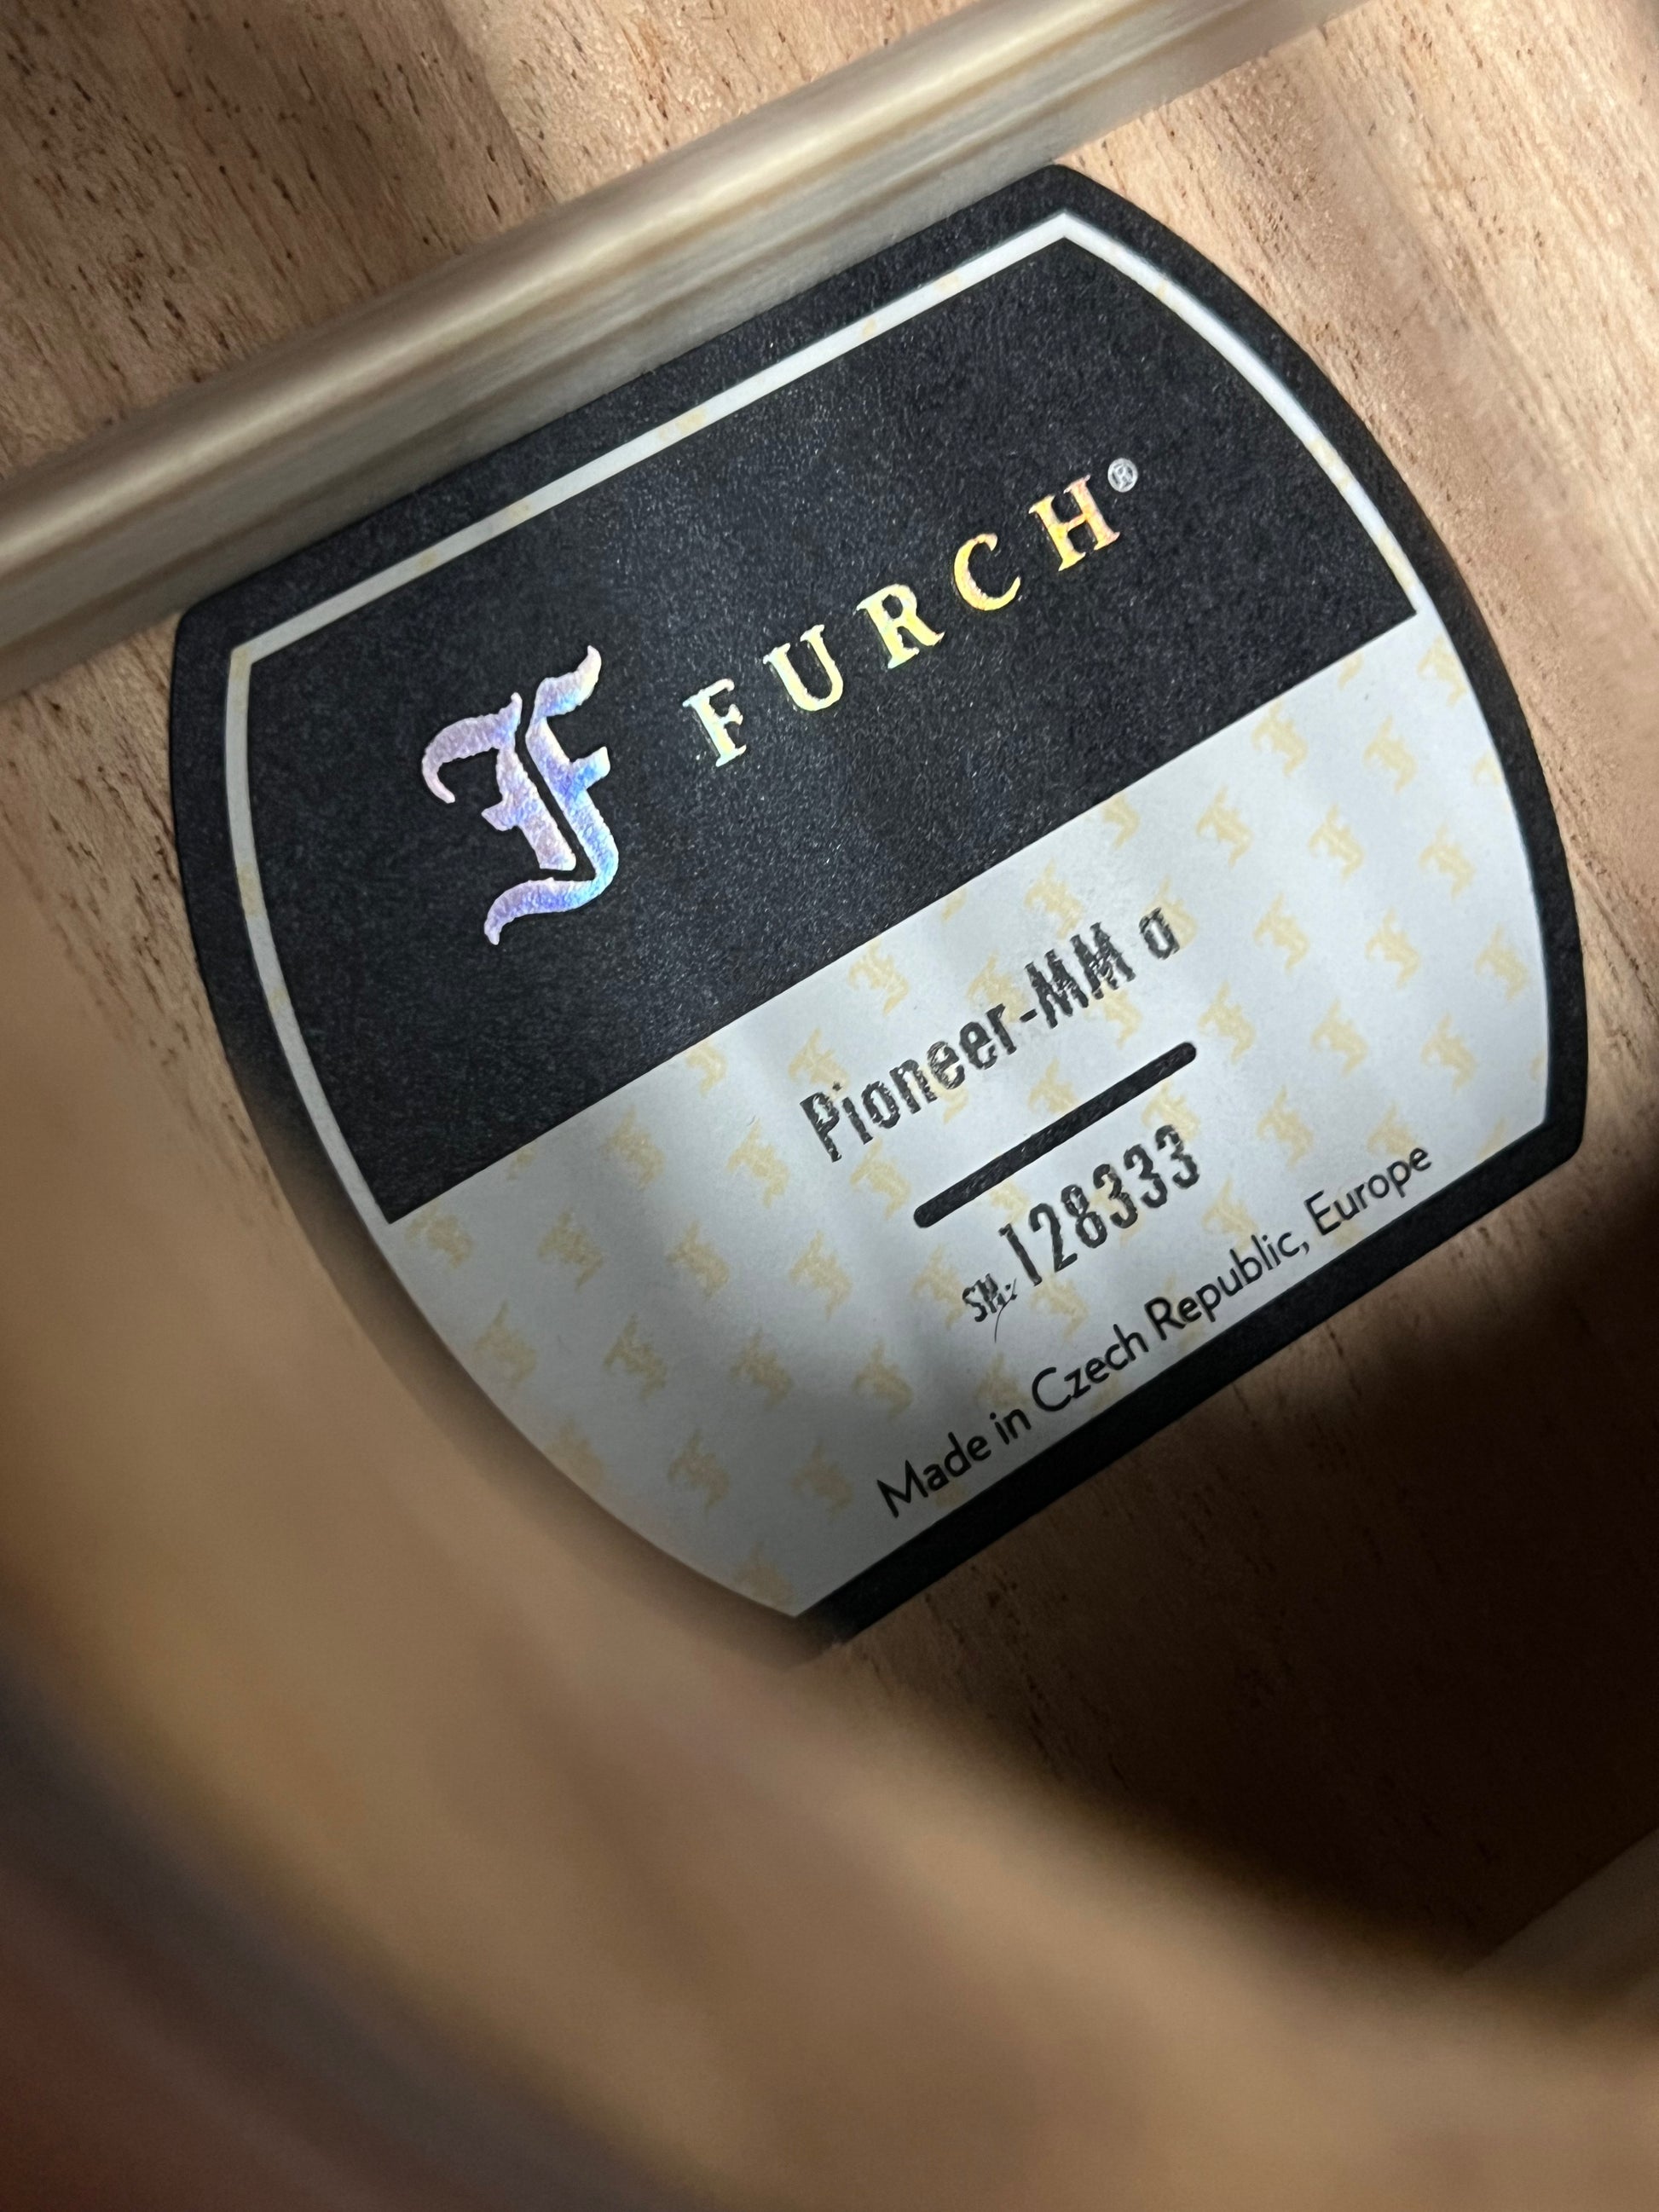 F FURCH®
Pioneer-MM a
SN: 128333
Made in Czech Republic, Europe